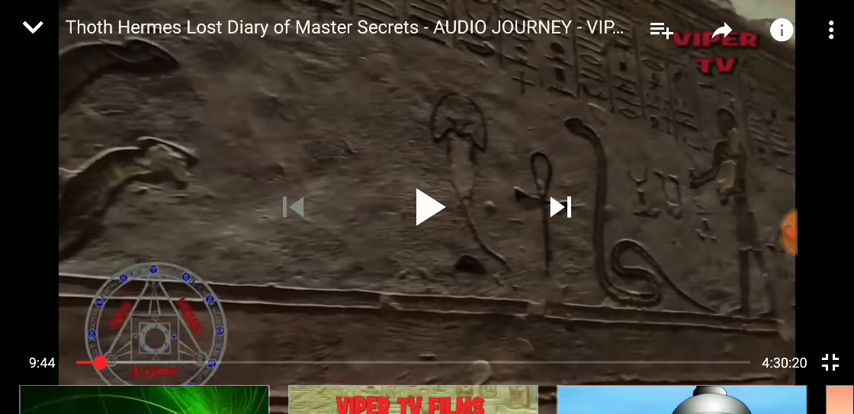 Thoth Hermes Lost Diary of Master Secrets - AUDIO JOURNEY - VIP...
VIPER
TV
9:44
4:30:20
VIPER TV FILMS